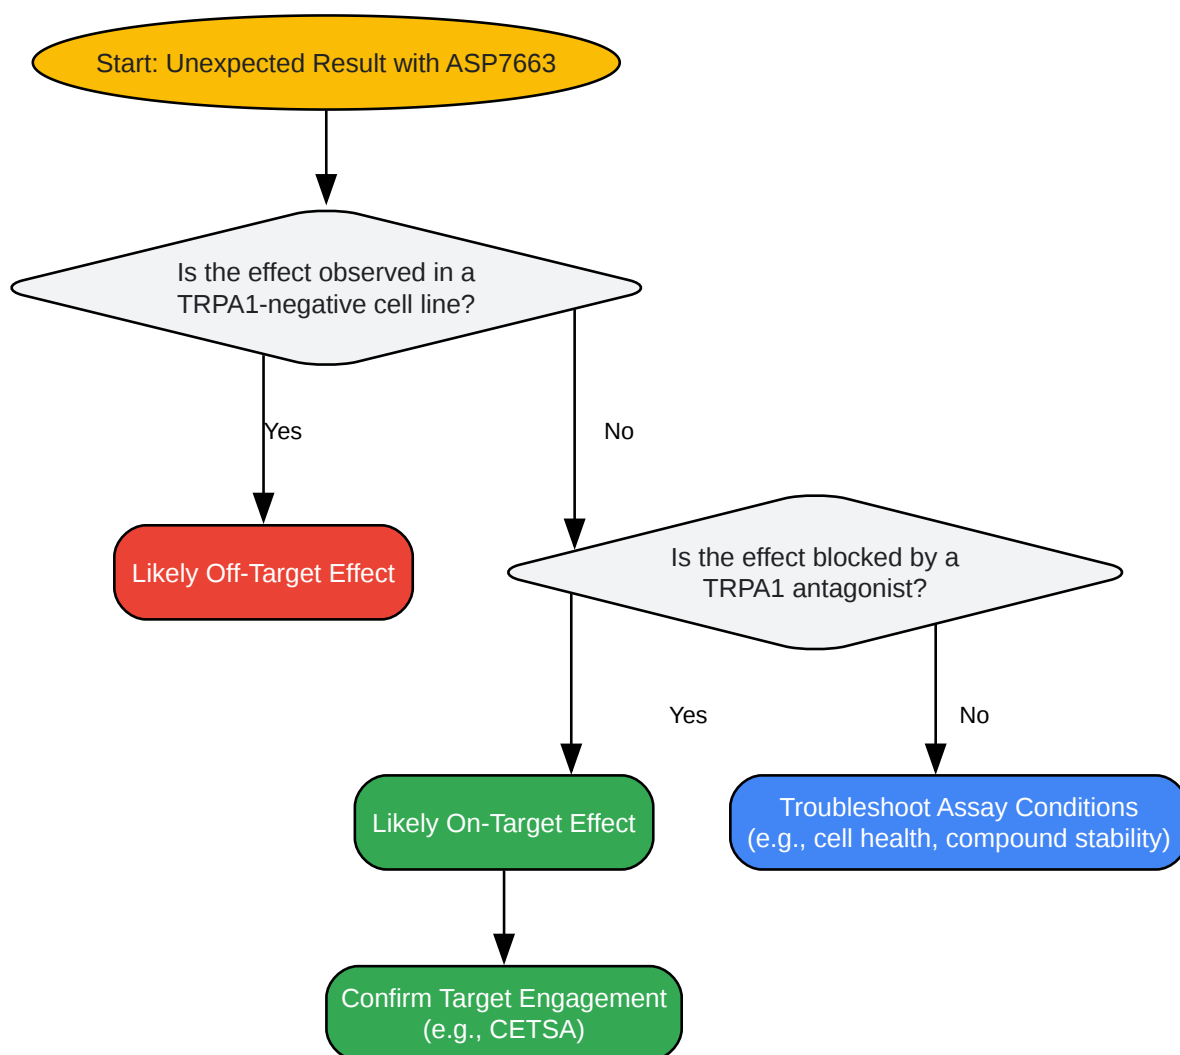 Start: Unexpected Result with ASP7663
Is the effect observed in a
TRPA1-negative cell line?
Yes
No
Likely Off-Target Effect
Is the effect blocked by a
TRPA1 antagonist?
Yes
No
Likely On-Target Effect
Troubleshoot Assay Conditions
(e.g., cell health, compound stability)
Confirm Target Engagement
(e.g., CETSA)